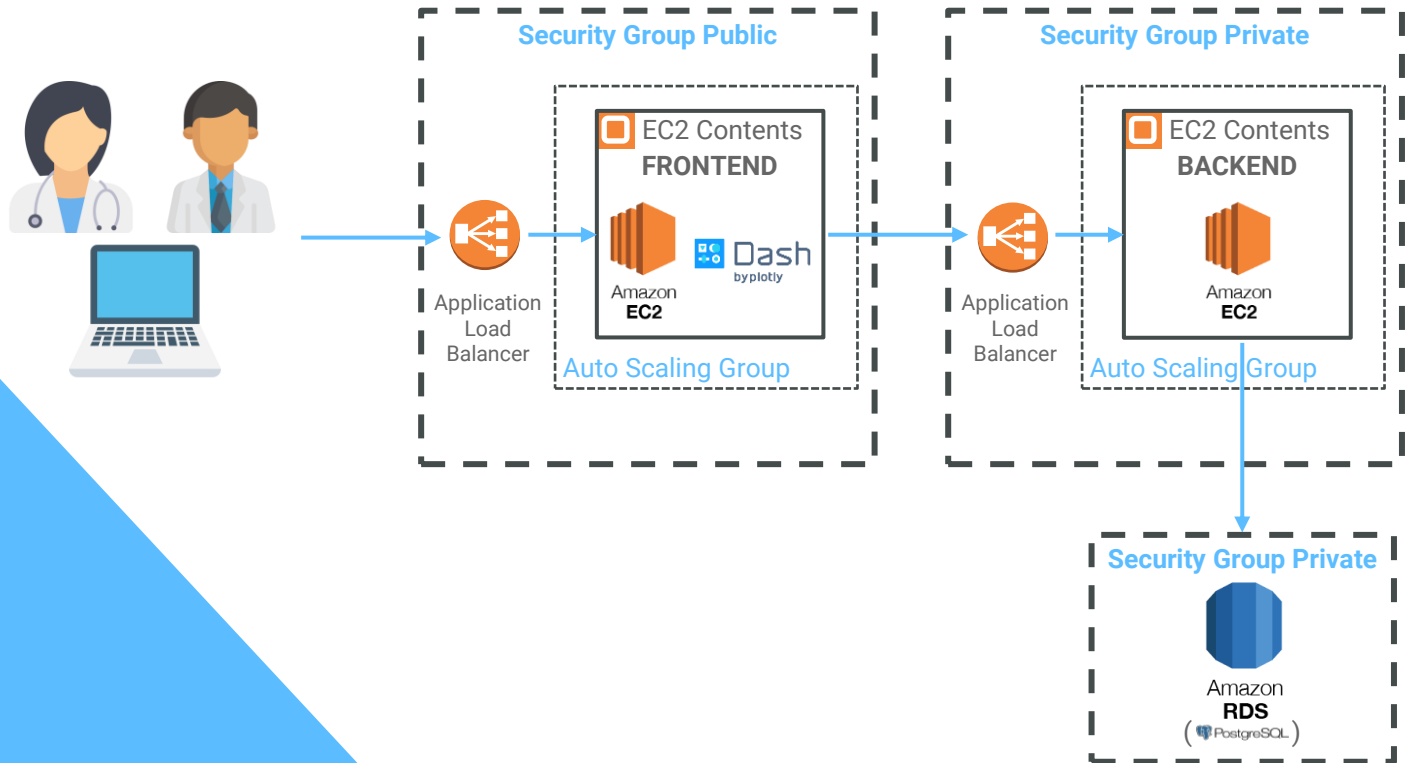 Security Group Public
EC2 Contents
FRONTEND
Amazon
EC2
Dash
by plotly
Auto Scaling Group
Application
Load
Balancer
Security Group Private
EC2 Contents
BACKEND
Amazon
EC2
Auto Scaling Group
Application
Load
Balancer
Security Group Private
Amazon
RDS
(PostgreSQL)